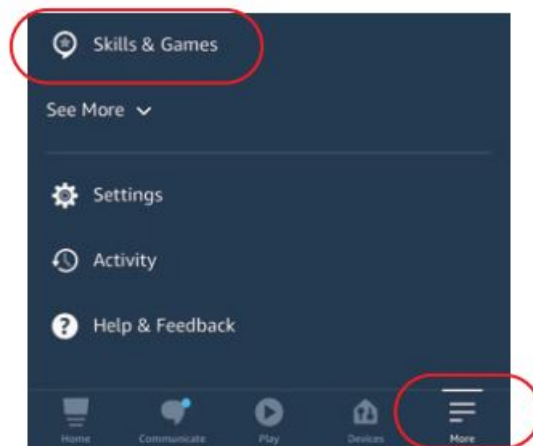 Skills & Games
See More
Settings
Activity
Help & Feedback
Home Communicate Play Devices More